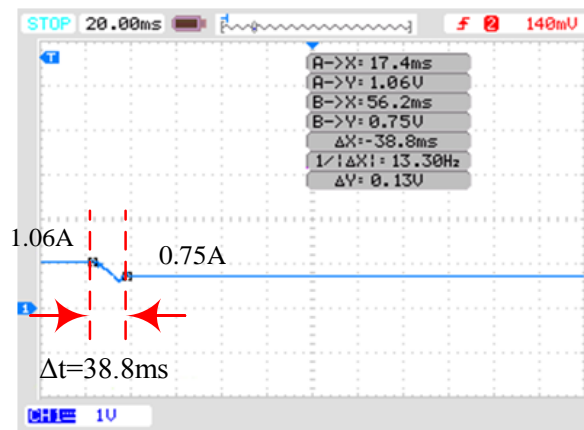 STOP 20.00ms f 2 140mV
T
A->X: 17.4ms
A->Y: 1.06V
B->X: 56.2ms
B->Y: 0.75V
ΔX:-38.8ms
1/|ΔX|: 13.30Hz
ΔY: 0.13V
1.06A
0.75A
1
Δt=38.8ms
CH1 1V